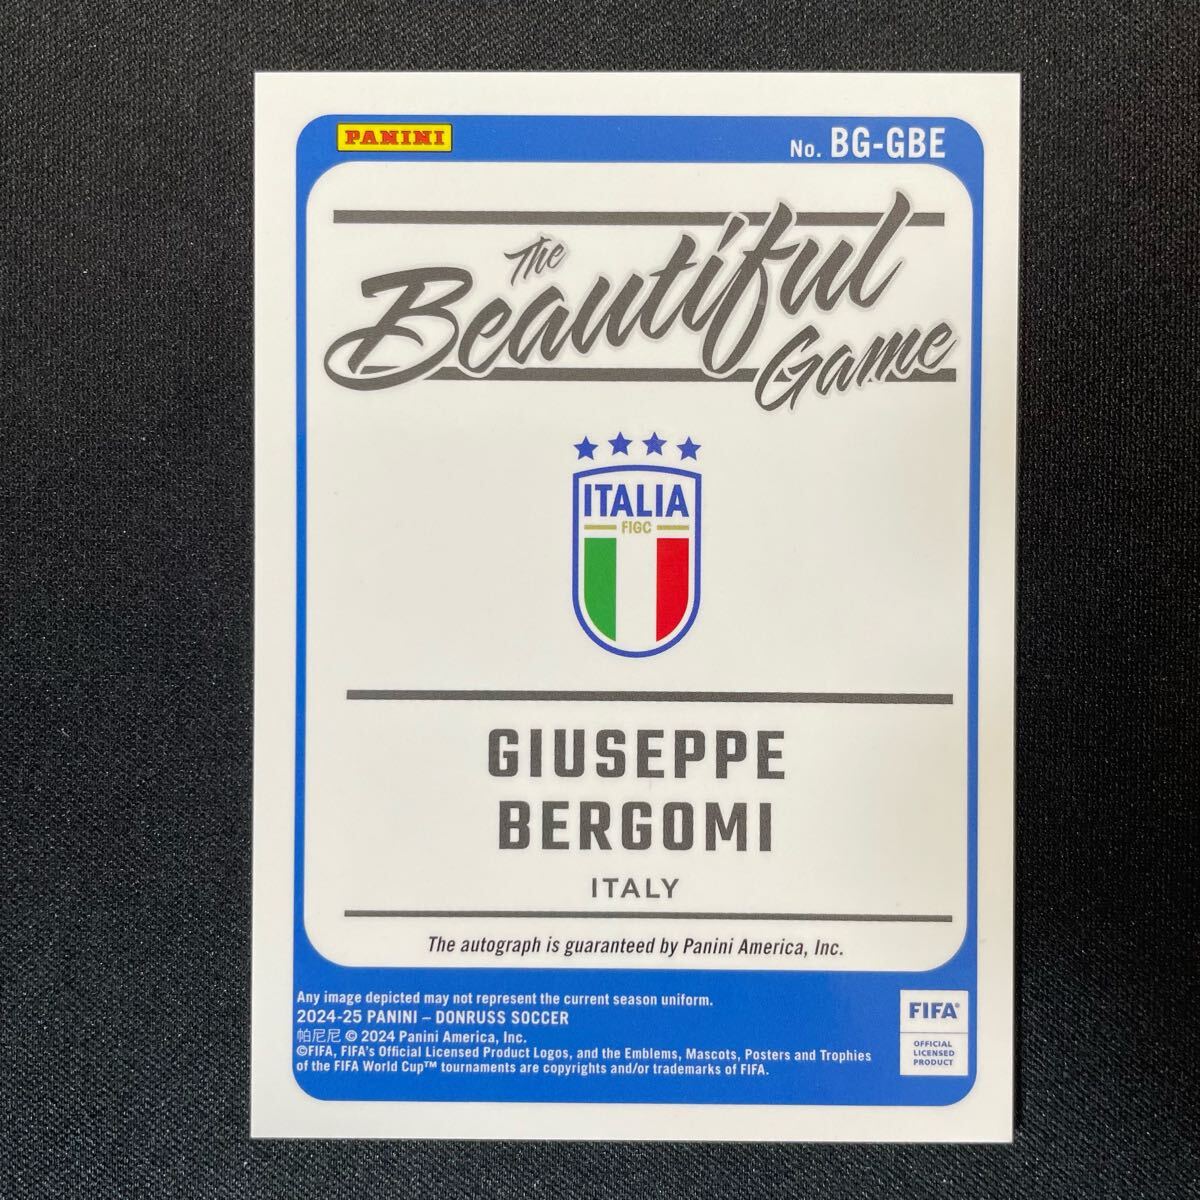 PANINI
No. BG-GBE
The
Beautiful
Game
ITALIA
FIGC
GIUSEPPE
BERGOMI
ITALY
The autograph is guaranteed by Panini America, Inc.
Any image depicted may not represent the current season uniform.
2024-25 PANINI – DONRUSS SOCCER
帕尼尼 © 2024 Panini America, Inc.
©FIFA, FIFA's Official Licensed Product Logos, and the Emblems, Mascots, Posters and Trophies
of the FIFA World Cup™ tournaments are copyrights and/or trademarks of FIFA.
FIFA®
OFFICIAL
LICENSED
PRODUCT